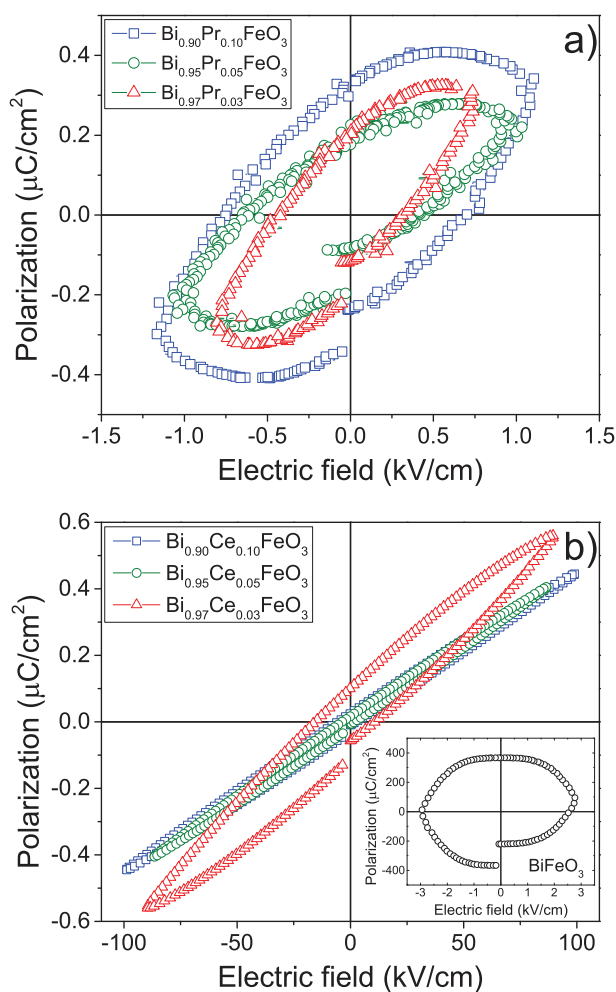 a)
Bi0.90Pr0.10FeO3
Bi0.95Pr0.05FeO3
Bi0.97Pr0.03FeO3
Polarization (μC/cm2)
0.4
0.2
0.0
-0.2
-0.4
-1.5 -1.0 -0.5 0.0 0.5 1.0 1.5
Electric field (kV/cm)
b)
Bi0.90Ce0.10FeO3
Bi0.95Ce0.05FeO3
Bi0.97Ce0.03FeO3
Polarization (μC/cm2)
0.6
0.4
0.2
0.0
-0.2
-0.4
-0.6
-100 -50 0 50 100
Electric field (kV/cm)
Polarization (μC/cm2)
400
200
0
-200
-400
BiFeO3
-3 -2 -1 0 1 2 3
Electric field (kV/cm)